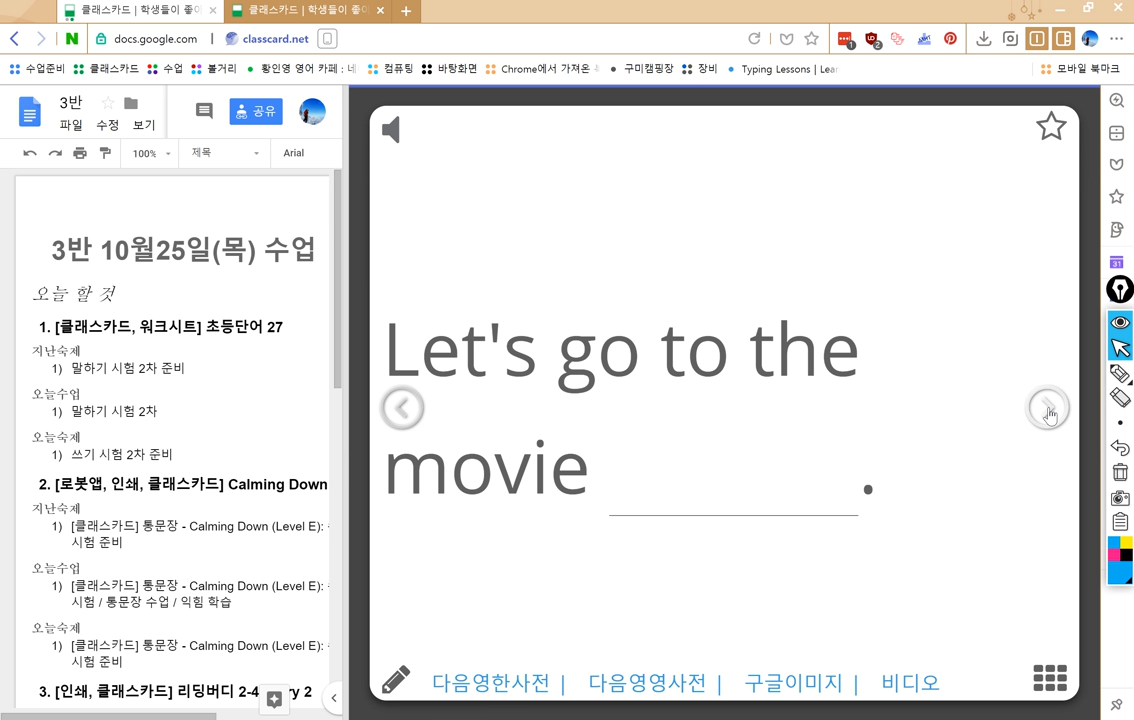 클래스카드 | 학생들이 좋아
클래스카드 | 학생들이 좋아
docs.google.com | classcard.net
1
2
수업준비 클래스카드 수업 볼거리 황인영 영어 카페 : 네 컴퓨팅 바탕화면 Chrome에서 가져온 구미캠핑장 장비 Typing Lessons | Lear 모바일 북마크
3반
파일 수정 보기
공유
100% 제목 Arial
3반 10월25일(목) 수업
오늘 할 것
1. [클래스카드, 워크시트] 초등단어 27
지난숙제
1) 말하기 시험 2차 준비
오늘수업
1) 말하기 시험 2차
오늘숙제
1) 쓰기 시험 2차 준비
2. [로봇앱, 인쇄, 클래스카드] Calming Down
지난숙제
1) [클래스카드] 통문장 - Calming Down (Level E):
시험 준비
오늘수업
1) [클래스카드] 통문장 - Calming Down (Level E):
시험 / 통문장 수업 / 익힘 학습
오늘숙제
1) [클래스카드] 통문장 - Calming Down (Level E):
시험 준비
3. [인쇄, 클래스카드] 리딩버디 2-4 ry 2
Let's go to the
movie ________ .
다음영한사전 | 다음영영사전 | 구글이미지 | 비디오
31